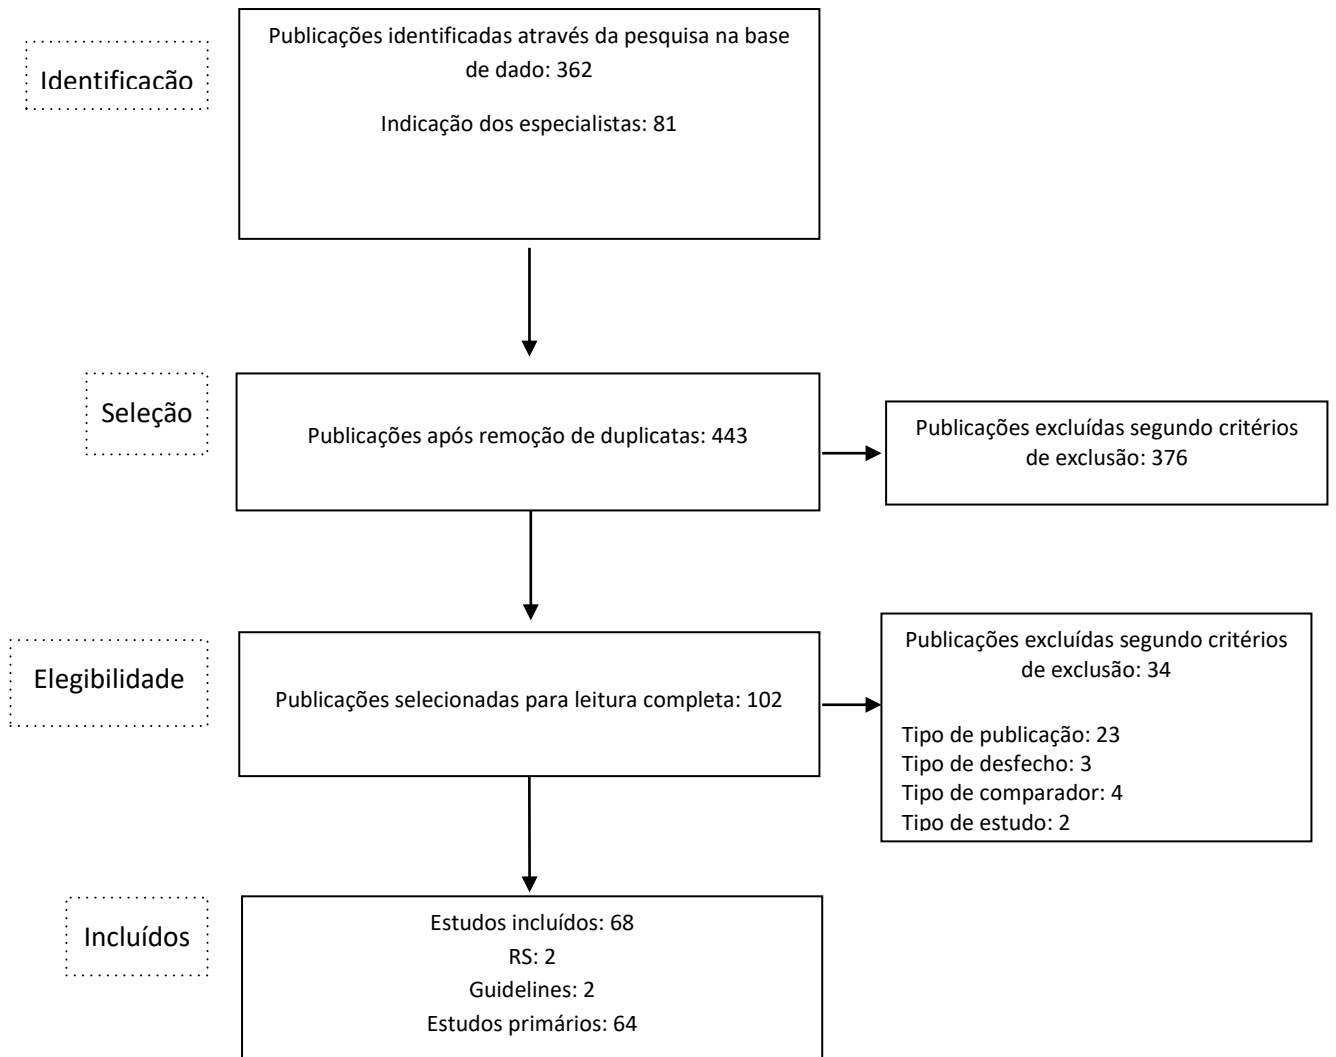 Identificacão
Publicações identificadas através da pesquisa na base
de dado: 362
Indicação dos especialistas: 81
Seleção
Publicações após remoção de duplicatas: 443
Publicações excluídas segundo critérios
de exclusão: 376
Elegibilidade
Publicações selecionadas para leitura completa: 102
Publicações excluídas segundo critérios
de exclusão: 34
Tipo de publicação: 23
Tipo de desfecho: 3
Tipo de comparador: 4
Tipo de estudo: 2
Incluídos
Estudos incluídos: 68
RS: 2
Guidelines: 2
Estudos primários: 64